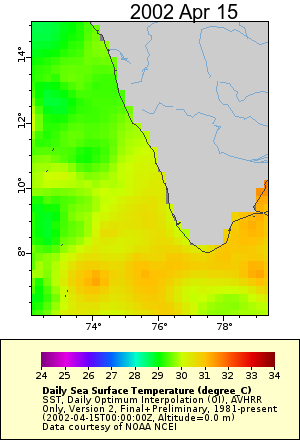 2002 Apr 15
14°
12°
10°
8°
74° 76° 78°
24 25 26 27 28 29 30 31 32 33 34
Daily Sea Surface Temperature (degree_C)
SST, Daily Optimum Interpolation (OI), AVHRR
Only, Version 2, Final+Preliminary, 1981-present
(2002-04-15T00:00:00Z, Altitude=0.0 m)
Data courtesy of NOAA NCEI